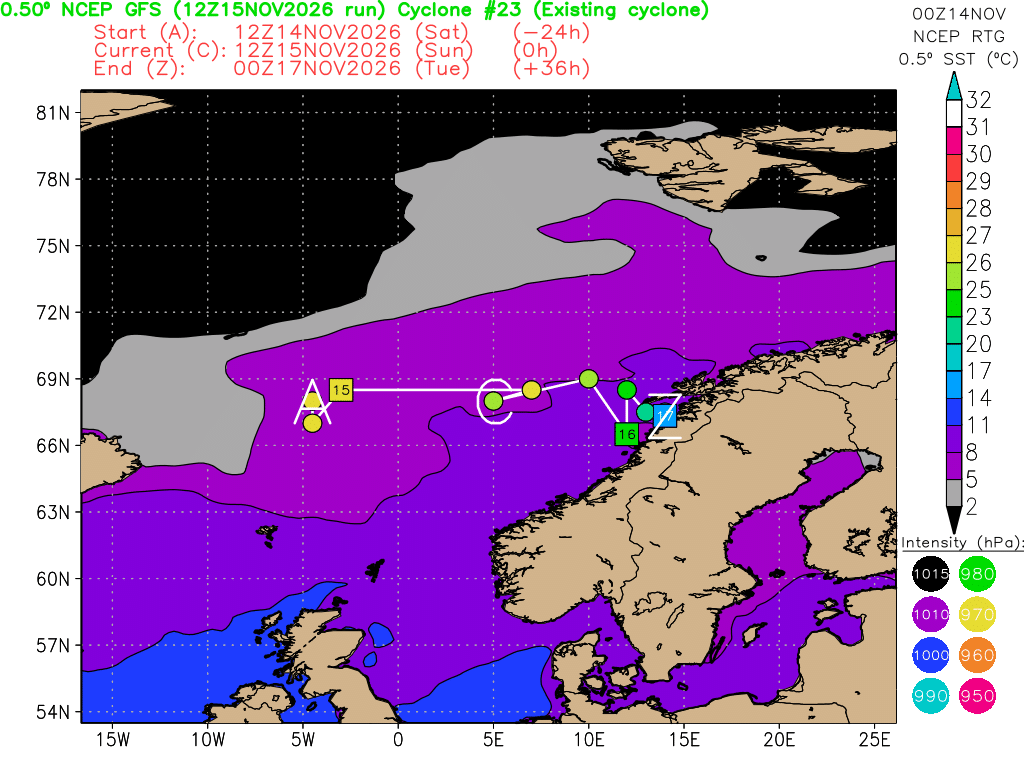 0.50º NCEP GFS (12Z15NOV2026 run) Cyclone #23 (Existing cyclone)
Start (A): 12Z14NOV2026 (Sat) (−24h)
Current (C): 12Z15NOV2026 (Sun) (0h)
End (Z): 00Z17NOV2026 (Tue) (+36h)
00Z14NOV
NCEP RTG
0.5º SST (ºC)
32
31
30
29
28
27
26
25
23
20
17
14
11
8
5
2
81N
78N
75N
72N
69N
66N
63N
60N
57N
54N
15W
10W
5W
0
5E
10E
15E
20E
25E
A
15
C
16
17
Z
Intensity (hPa):
1015 980
1010 970
1000 960
990 950